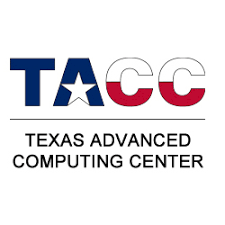 TACC
TEXAS ADVANCED
COMPUTING CENTER